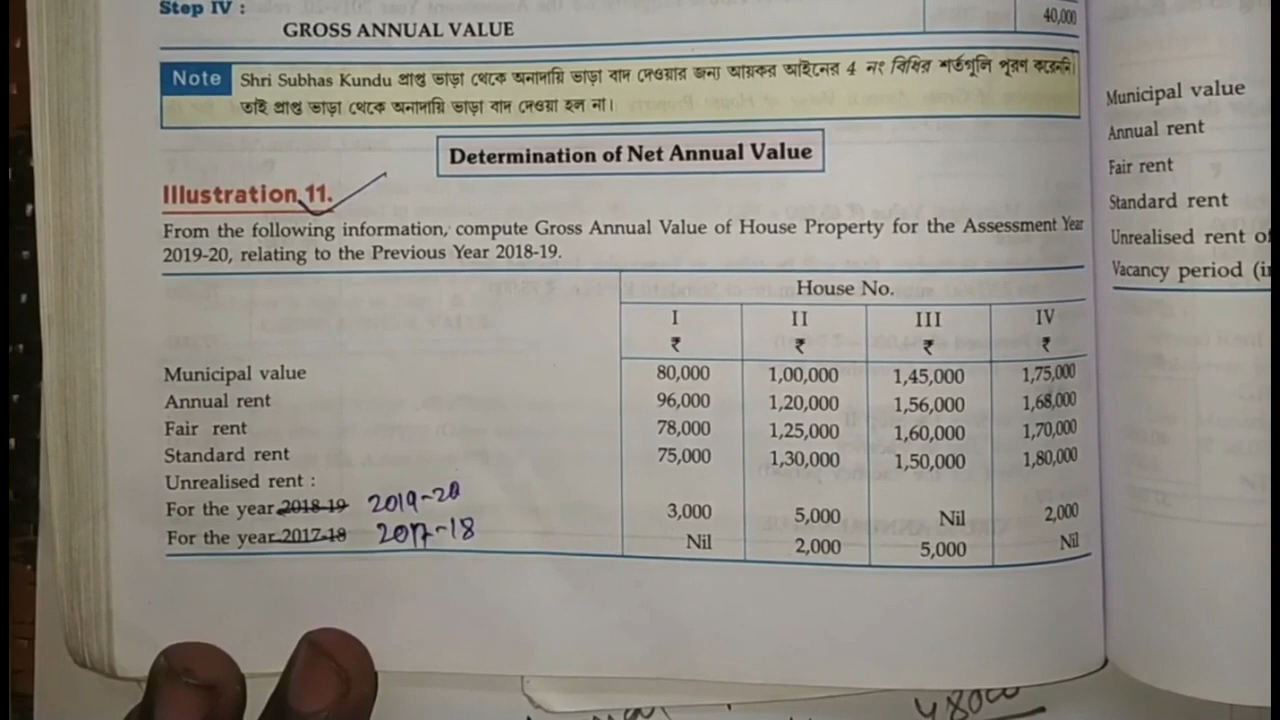 Step IV :
GROSS ANNUAL VALUE 40,000
Note Shri Subhas Kundu প্রাপ্ত ভাড়া থেকে অনাদায়ি ভাড়া বাদ দেওয়ার জন্য আয়কর আইনের 4 নং বিধির শর্তগুলি পূরণ করেননি।
তাই প্রাপ্ত ভাড়া থেকে অনাদায়ি ভাড়া বাদ দেওয়া হল না।
Determination of Net Annual Value
Illustration 11.
From the following information, compute Gross Annual Value of House Property for the Assessment Year
2019-20, relating to the Previous Year 2018-19.
House No.
I II III IV
₹ ₹ ₹ ₹
Municipal value 80,000 1,00,000 1,45,000 1,75,000
Annual rent 96,000 1,20,000 1,56,000 1,68,000
Fair rent 78,000 1,25,000 1,60,000 1,70,000
Standard rent 75,000 1,30,000 1,50,000 1,80,000
Unrealised rent :
For the year 2018-19 2019-20 3,000 5,000 Nil 2,000
For the year 2017-18 2017-18 Nil 2,000 5,000 Nil
Municipal value
Annual rent
Fair rent
Standard rent
Unrealised rent
Vacancy period
48000